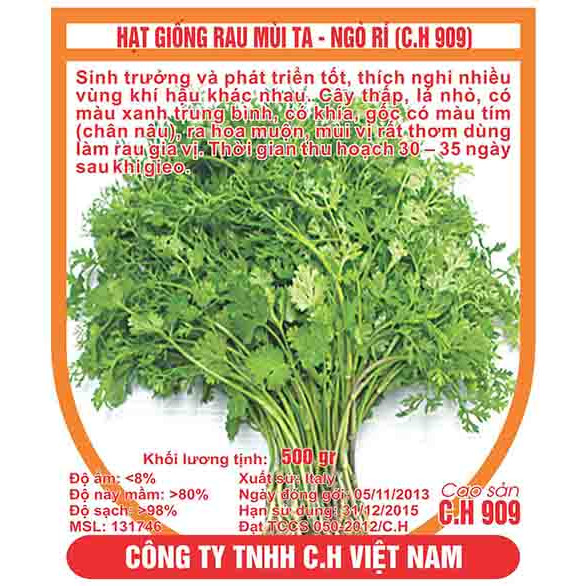 HẠT GIỐNG RAU MÙI TA - NGÒ RÍ (C.H 909)
Sinh trưởng và phát triển tốt, thích nghi nhiều
vùng khí hậu khác nhau. Cây thấp, lá nhỏ, có
màu xanh trung bình, có khía, gốc có màu tím
(chân nâu), ra hoa muộn, mùi vị rất thơm dùng
làm rau gia vị. Thời gian thu hoạch 30 – 35 ngày
sau khi gieo.
Khối lượng tịnh: 500 gr
Độ ẩm: <8%
Độ nảy mầm: >80%
Độ sạch: >98%
MSL: 131746
Xuất sứ: Italy
Ngày đóng gói: 05/11/2013
Hạn sử dụng: 31/12/2015
Đạt TCCS 050:2012/C.H
Cao sản
C.H 909
CÔNG TY TNHH C.H VIỆT NAM